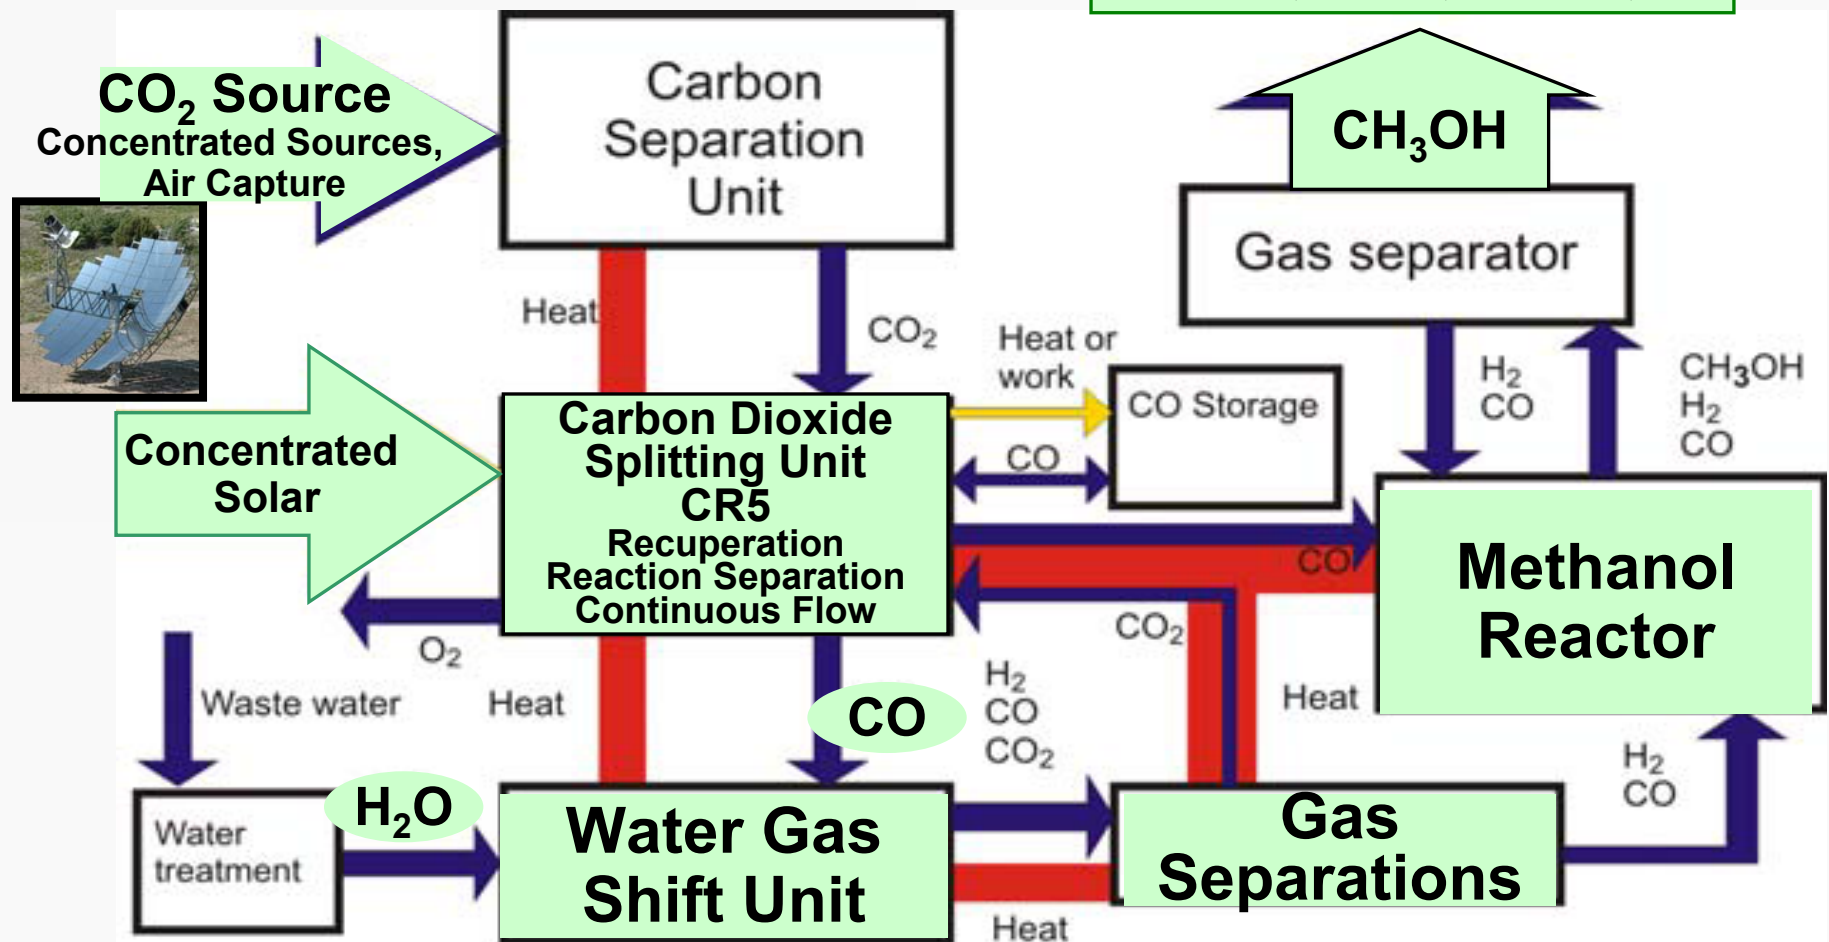 CO₂ Source
Concentrated Sources,
Air Capture
Carbon
Separation
Unit
CH₃OH
Gas separator
Heat
CO₂
Heat or
work
CO Storage
H₂
CO
CH₃OH
H₂
CO
Concentrated
Solar
Carbon Dioxide
Splitting Unit
CR5
Recuperation
Reaction Separation
Continuous Flow
CO
CO
Methanol
Reactor
O₂
CO₂
Waste water
Heat
CO
H₂
CO
CO₂
Heat
H₂
CO
Water
treatment
H₂O
Water Gas
Shift Unit
Gas
Separations
Heat